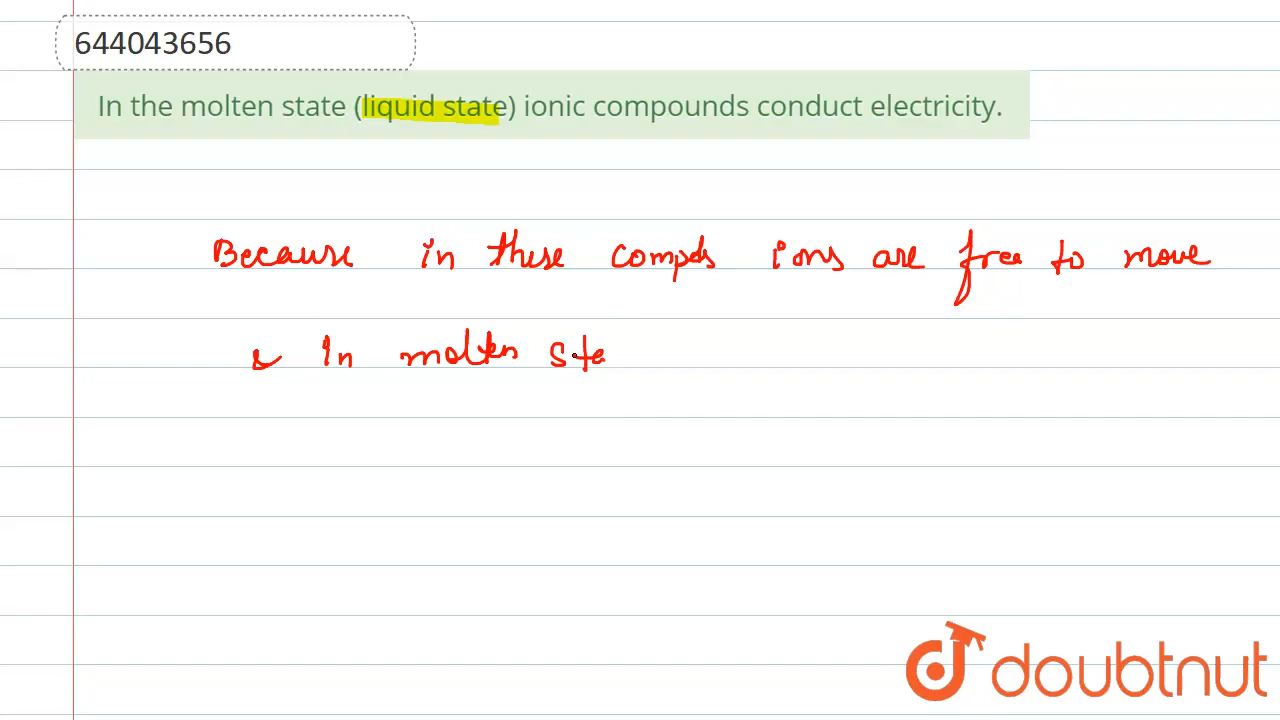 644043656
In the molten state (liquid state) ionic compounds conduct electricity.
Because in these compds ions are free to move
& In molten sta
doubtnut